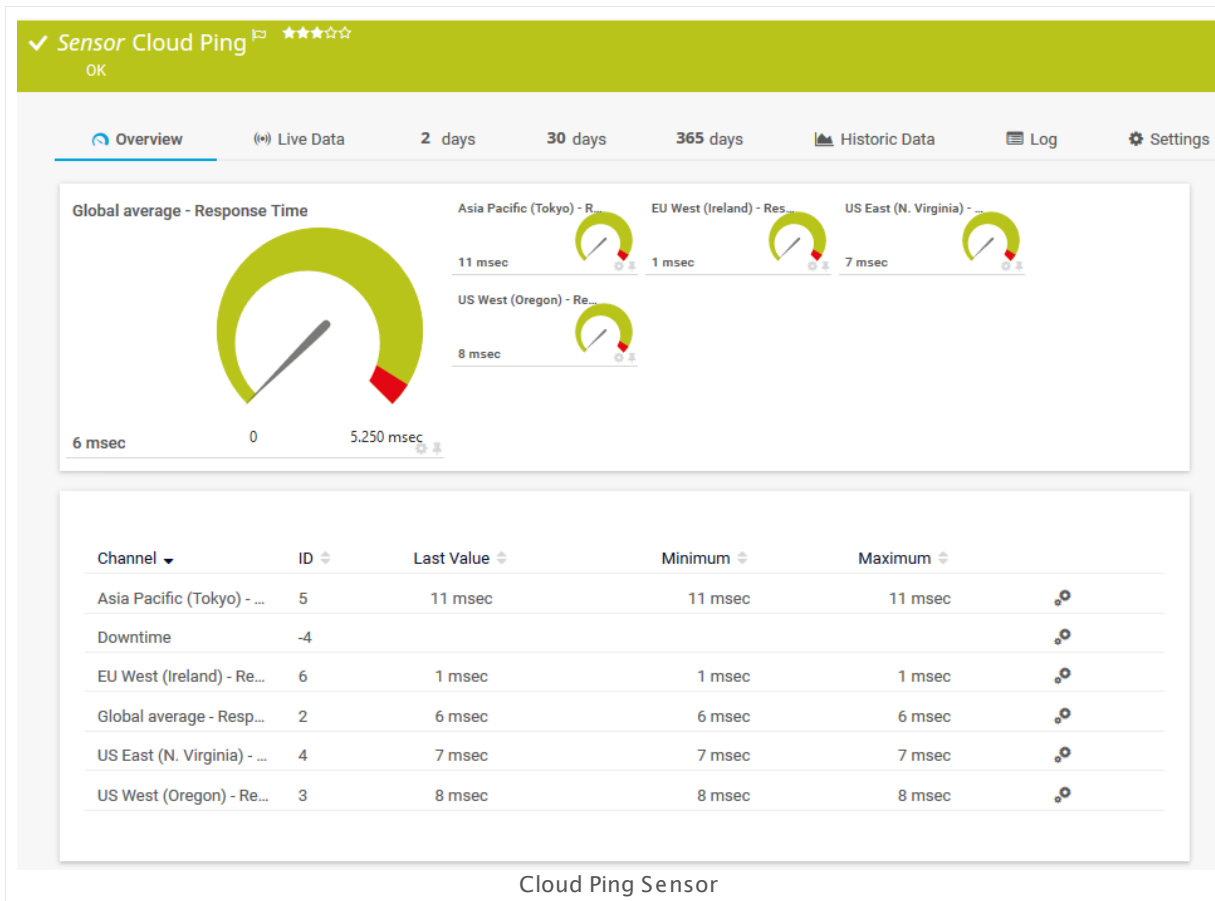 Sensor Cloud Ping
OK
Overview Live Data 2 days 30 days 365 days Historic Data Log Settings
Global average - Response Time
6 msec
0 5.250 msec
Asia Pacific (Tokyo) - R...
11 msec
EU West (Ireland) - Res...
1 msec
US East (N. Virginia) - ...
7 msec
US West (Oregon) - Re...
8 msec
Channel ID Last Value Minimum Maximum
Asia Pacific (Tokyo) - ... 5 11 msec 11 msec 11 msec
Downtime -4
EU West (Ireland) - Re... 6 1 msec 1 msec 1 msec
Global average - Resp... 2 6 msec 6 msec 6 msec
US East (N. Virginia) - ... 4 7 msec 7 msec 7 msec
US West (Oregon) - Re... 3 8 msec 8 msec 8 msec
Cloud Ping Sensor